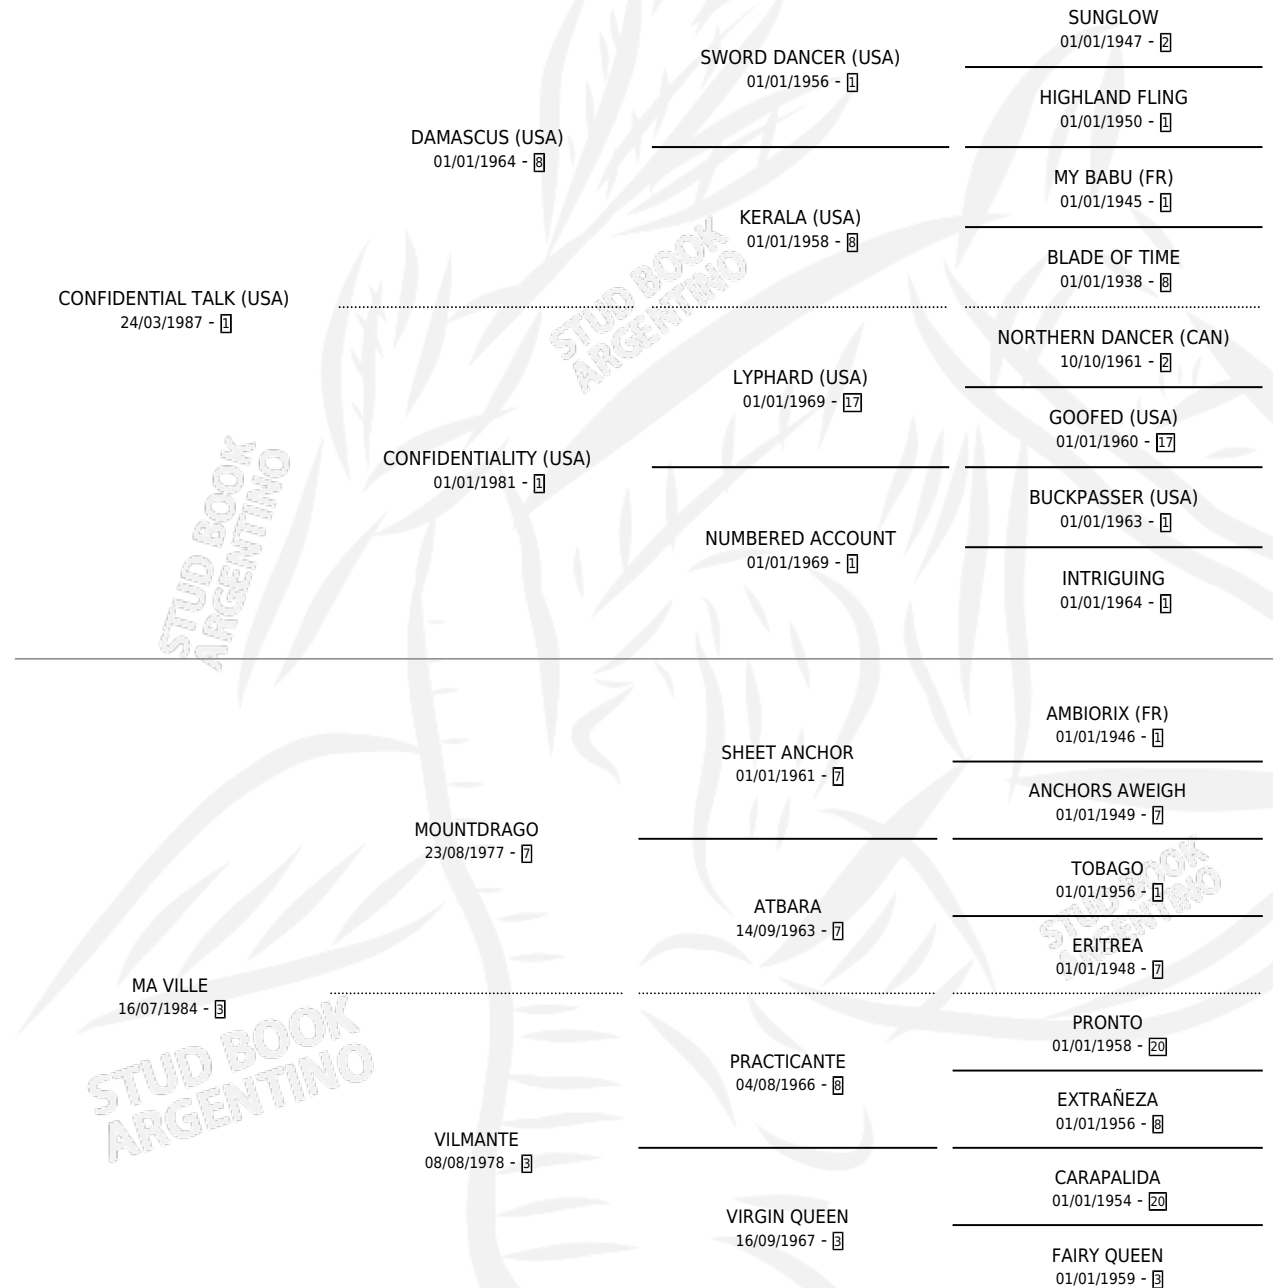 SUNGLOW
01/01/1947 - 2
SWORD DANCER (USA)
01/01/1956 - 1
HIGHLAND FLING
01/01/1950 - 1
DAMASCUS (USA)
01/01/1964 - 8
MY BABU (FR)
01/01/1945 - 1
KERALA (USA)
01/01/1958 - 8
BLADE OF TIME
01/01/1938 - 8
CONFIDENTIAL TALK (USA)
24/03/1987 - 1
NORTHERN DANCER (CAN)
10/10/1961 - 2
LYPHARD (USA)
01/01/1969 - 17
GOOFED (USA)
01/01/1960 - 17
CONFIDENTIALITY (USA)
01/01/1981 - 1
BUCKPASSER (USA)
01/01/1963 - 1
NUMBERED ACCOUNT
01/01/1969 - 1
INTRIGUING
01/01/1964 - 1
AMBIORIX (FR)
01/01/1946 - 1
SHEET ANCHOR
01/01/1961 - 7
ANCHORS AWEIGH
01/01/1949 - 7
MOUNTDRAGO
23/08/1977 - 7
TOBAGO
01/01/1956 - 1
ATBARA
14/09/1963 - 7
ERITREA
01/01/1948 - 7
MA VILLE
16/07/1984 - 3
PRONTO
01/01/1958 - 20
PRACTICANTE
04/08/1966 - 8
EXTRAÑEZA
01/01/1956 - 8
VILMANTE
08/08/1978 - 3
CARAPALIDA
01/01/1954 - 20
VIRGIN QUEEN
16/09/1967 - 3
FAIRY QUEEN
01/01/1959 - 3
STUD BOOK
ARGENTINO
STUD BOOK
ARGENTINO
STUD BOOK
ARGENTINO
STUD BOOK
ARGENTINO